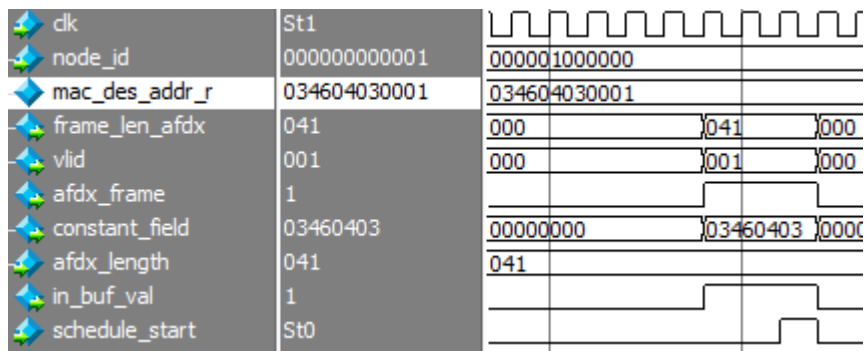 clk St1
node_id 000000000001 000001000000
mac_des_addr_r 034604030001 034604030001
frame_len_afdx 041 000 041 000
vlid 001 000 001 000
afdx_frame 1
constant_field 03460403 00000000 03460403 0000
afdx_length 041 041
in_buf_val 1
schedule_start St0